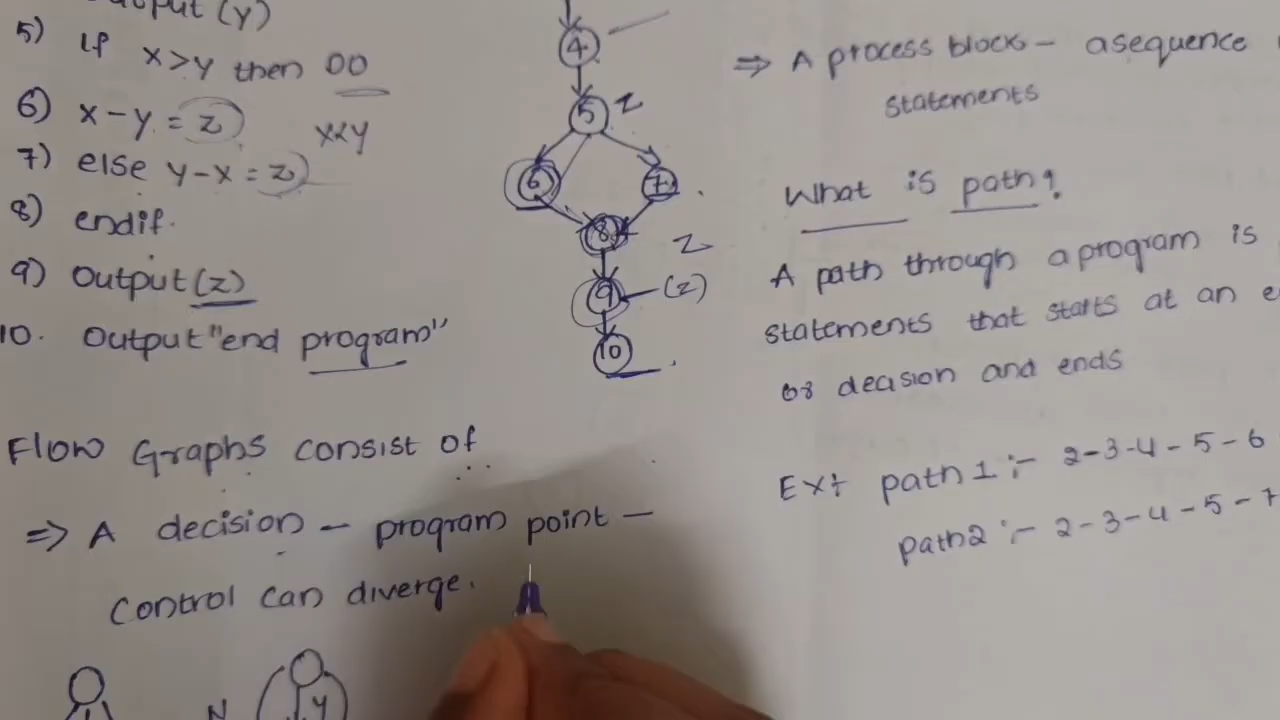 put (Y)
5) If X>Y then DO
6) X-Y = Z
X<Y
7) else Y-X = Z
8) endif.
9) Output (Z)
10. Output "end program"
Flow Graphs consist of
⇒ A decision - program point -
Control can diverge.
N
Y
4
5 Z
6 7
8 Z
9 (Z)
10
⇒ A process block - a sequence
statements
What is path?
A path through a program is
statements that starts at an e
or decision and ends
Ex:- path 1 :- 2-3-4-5-6
path2 :- 2-3-4-5-7